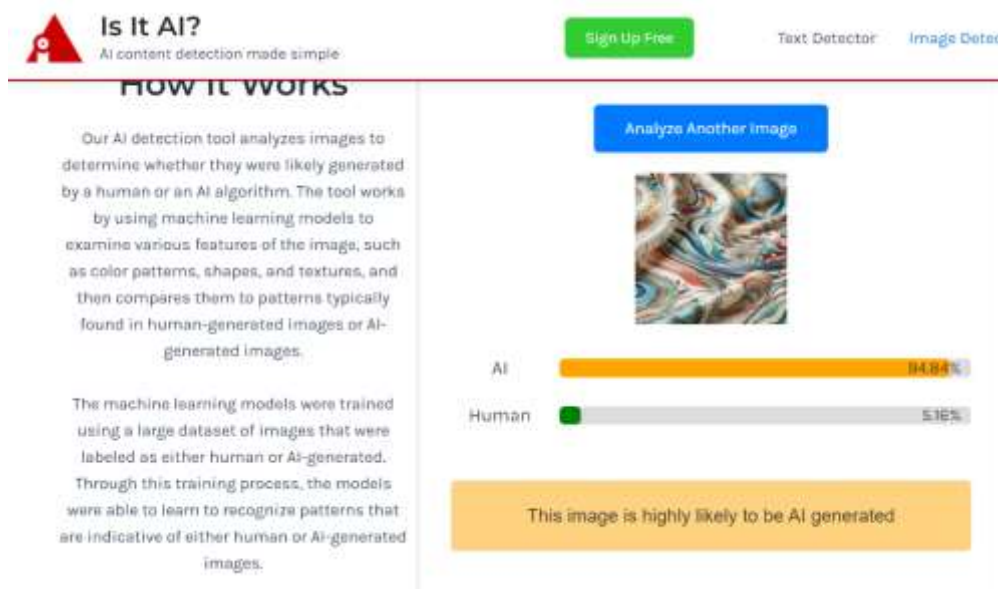 Is It AI?
AI content detection made simple
Sign Up Free
Text Detector
Image Detec
How It Works
Our AI detection tool analyzes images to
determine whether they were likely generated
by a human or an AI algorithm. The tool works
by using machine learning models to
examine various features of the image, such
as color patterns, shapes, and textures, and
then compares them to patterns typically
found in human-generated images or AI-
generated images.
The machine learning models were trained
using a large dataset of images that were
labeled as either human or AI-generated.
Through this training process, the models
were able to learn to recognize patterns that
are indicative of either human or AI-generated
images.
Analyze Another Image
AI
94.84%
Human
5.16%
This image is highly likely to be AI generated